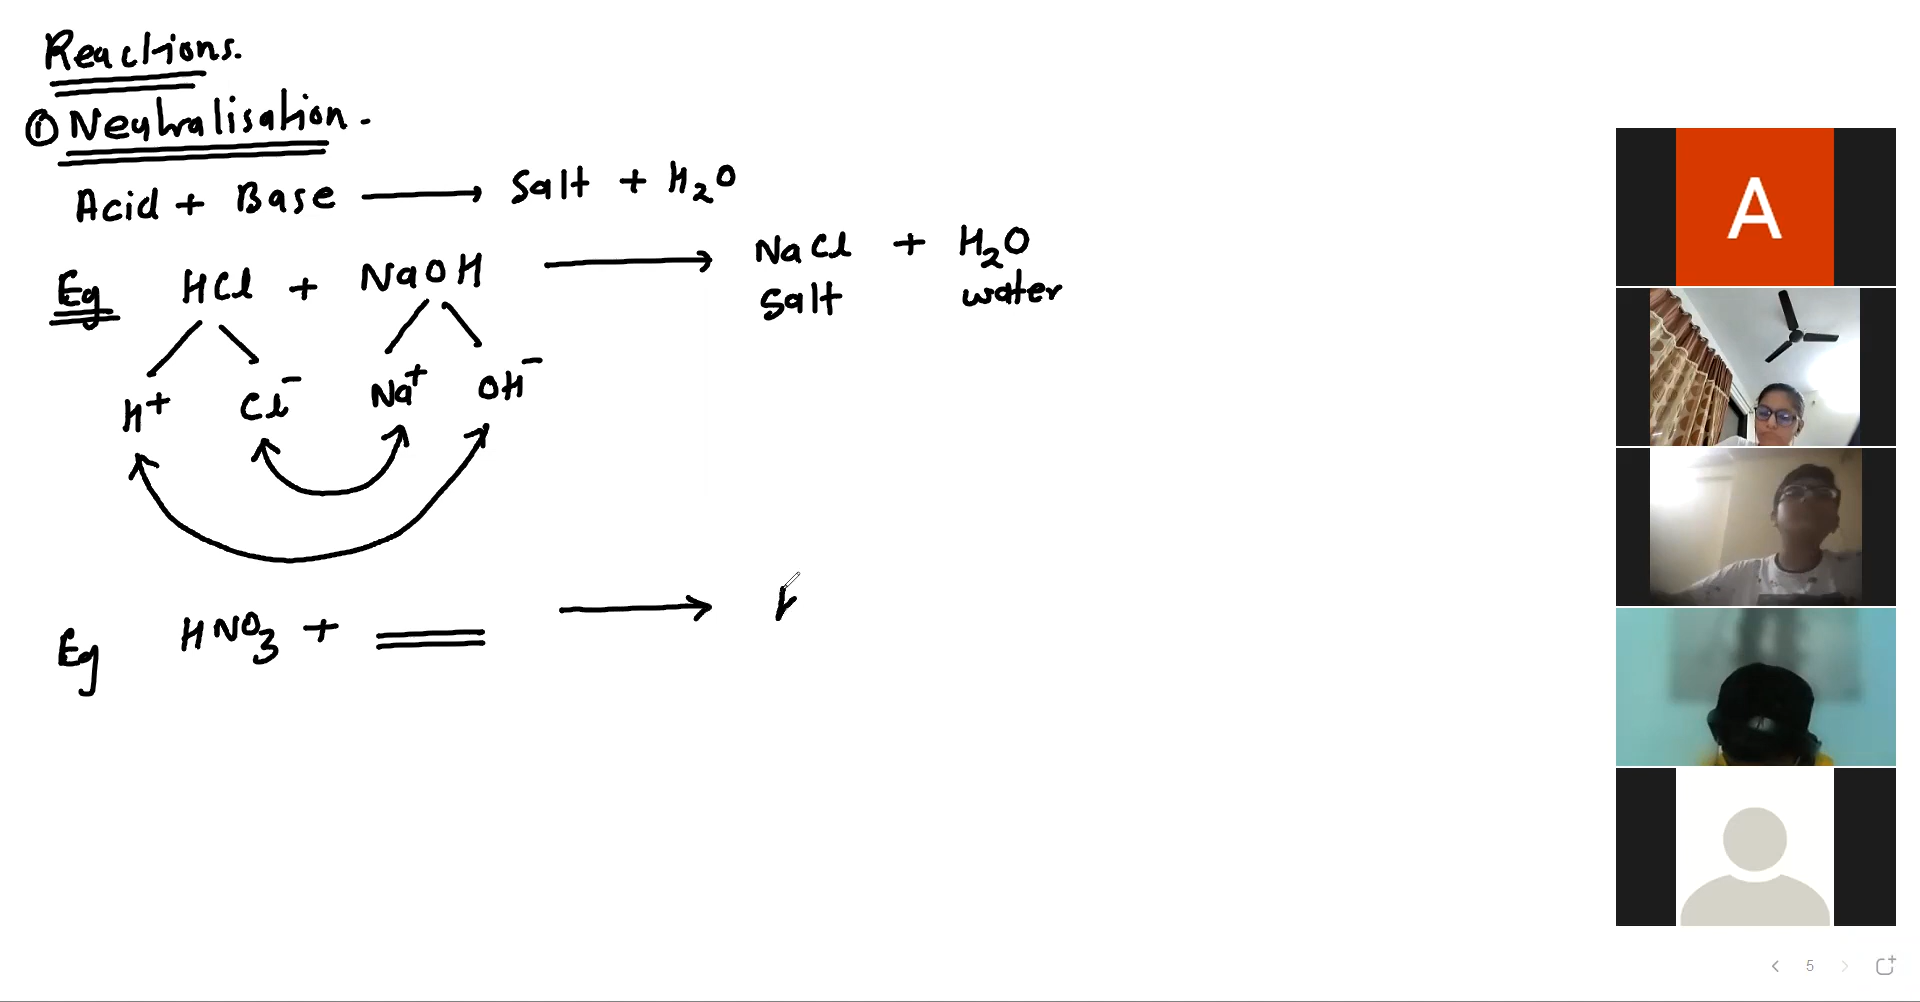 Reactions.
① Neutralisation.
Acid + Base ⟶ Salt + H₂O
Eg HCl + NaOH ⟶ NaCl + H₂O
Salt water
H⁺ Cl⁻ Na⁺ OH⁻
Eg HNO₃ + ⟶
A
5